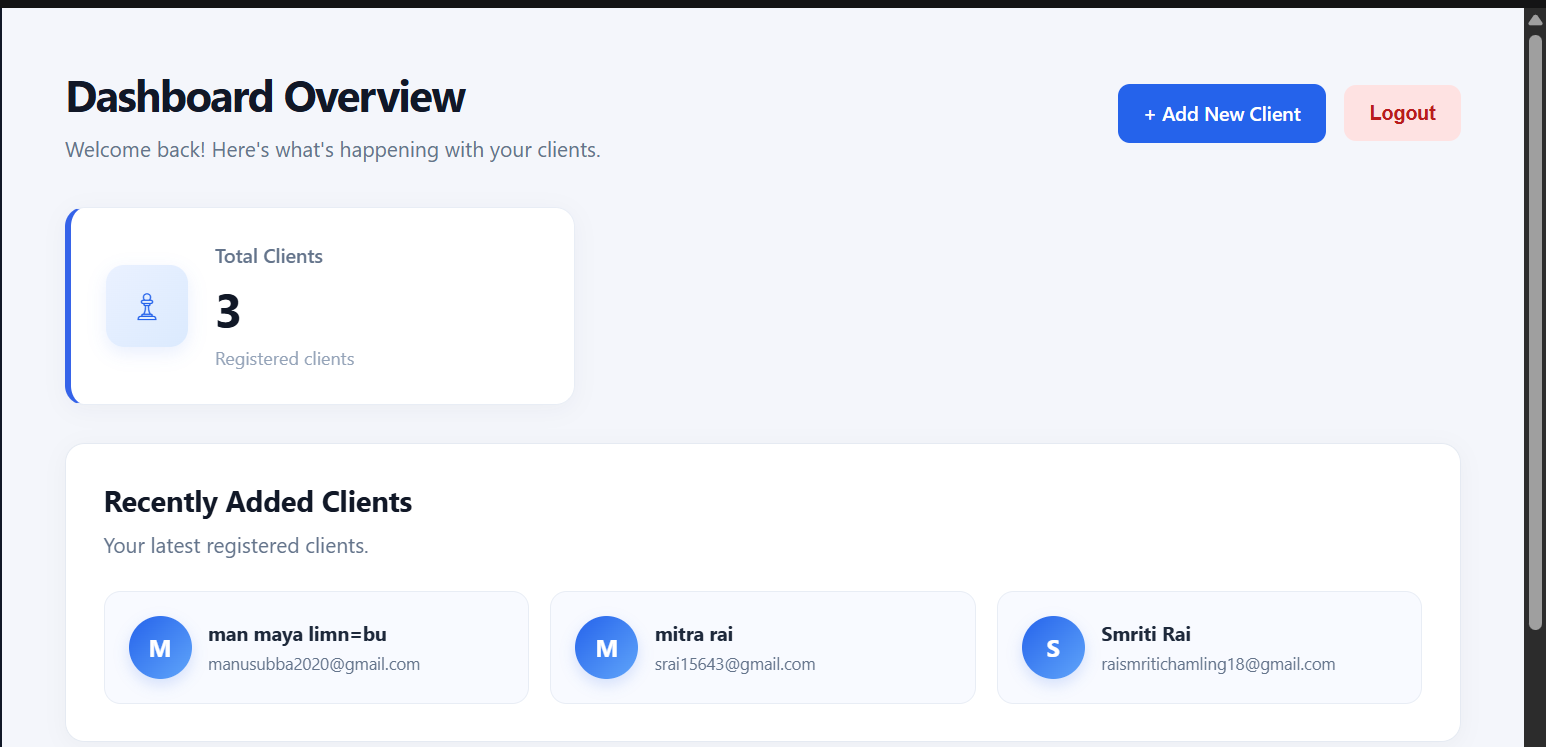 Dashboard Overview
+ Add New Client
Logout
Welcome back! Here's what's happening with your clients.
Total Clients
3
Registered clients
Recently Added Clients
Your latest registered clients.
M
man maya limn=bu
manusubba2020@gmail.com
M
mitra rai
srai15643@gmail.com
S
Smriti Rai
raismritichamling18@gmail.com